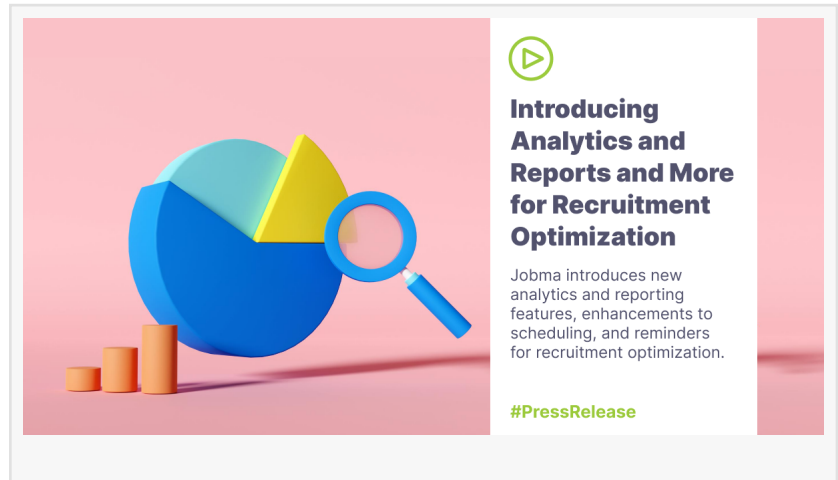 Introducing
Analytics and
Reports and More
for Recruitment
Optimization
Jobma introduces new
analytics and reporting
features, enhancements to
scheduling, and reminders
for recruitment optimization.
#PressRelease